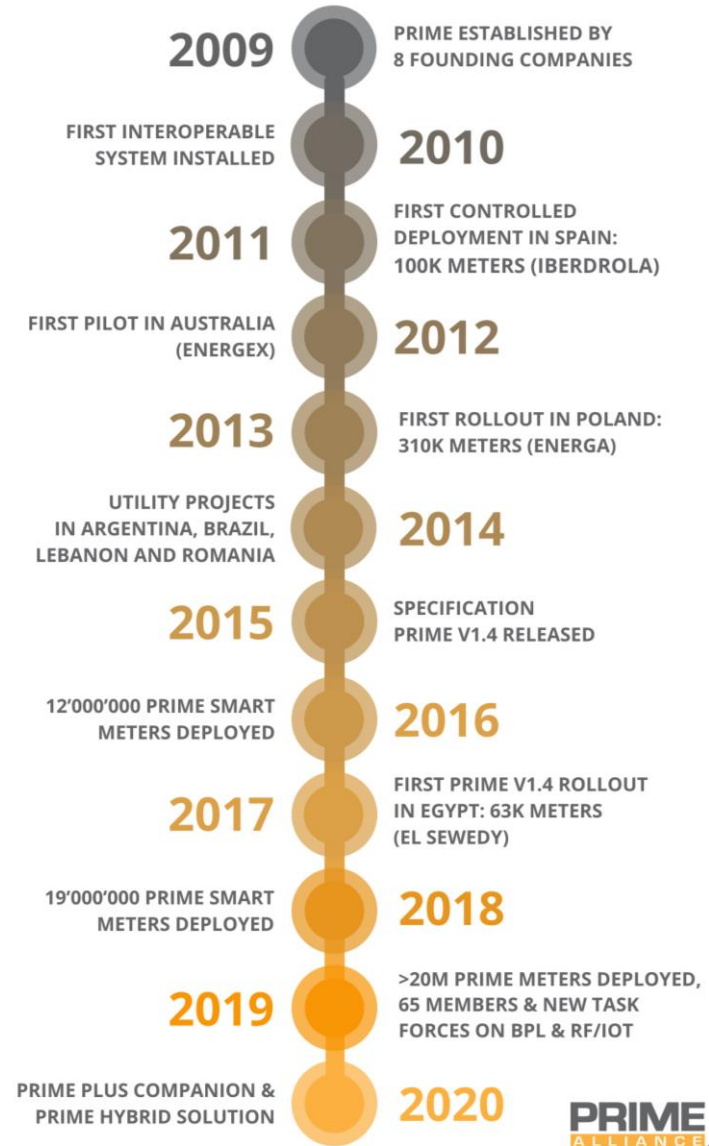 2009
PRIME ESTABLISHED BY
8 FOUNDING COMPANIES
FIRST INTEROPERABLE
SYSTEM INSTALLED
2010
2011
FIRST CONTROLLED
DEPLOYMENT IN SPAIN:
100K METERS (IBERDROLA)
FIRST PILOT IN AUSTRALIA
(ENERGEX)
2012
2013
FIRST ROLLOUT IN POLAND:
310K METERS (ENERGA)
UTILITY PROJECTS
IN ARGENTINA, BRAZIL,
LEBANON AND ROMANIA
2014
2015
SPECIFICATION
PRIME V1.4 RELEASED
12'000'000 PRIME SMART
METERS DEPLOYED
2016
2017
FIRST PRIME V1.4 ROLLOUT
IN EGYPT: 63K METERS
(EL SEWEDY)
19'000'000 PRIME SMART
METERS DEPLOYED
2018
2019
>20M PRIME METERS DEPLOYED,
65 MEMBERS & NEW TASK
FORCES ON BPL & RF/IOT
PRIME PLUS COMPANION &
PRIME HYBRID SOLUTION
2020
PRIME
ALLIANCE